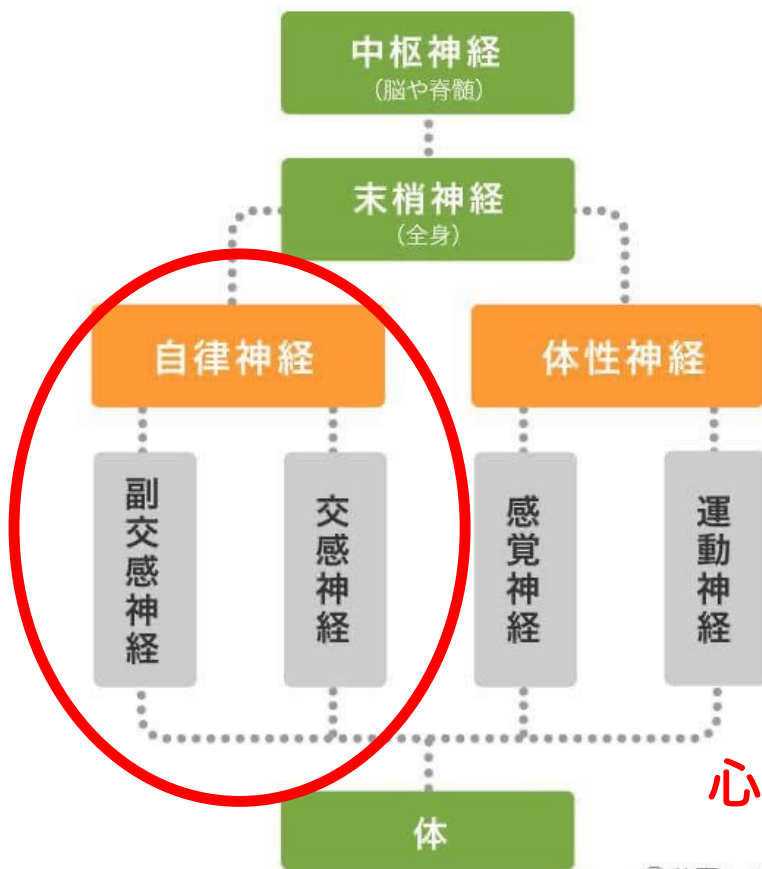 中枢神経
(脳や脊髄)
末梢神経
(全身)
自律神経
体性神経
副交感神経
交感神経
感覚神経
運動神経
心
体